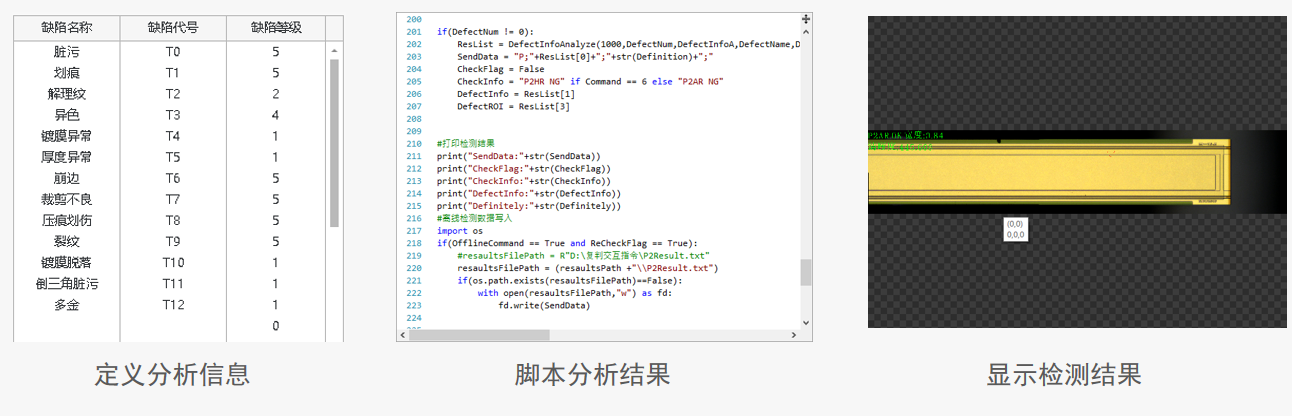 缺陷名称 缺陷代号 缺陷等级
脏污 T0 5
划痕 T1 5
解理纹 T2 2
异色 T3 4
镀膜异常 T4 1
厚度异常 T5 1
崩边 T6 5
裁剪不良 T7 5
压痕划伤 T8 5
裂纹 T9 5
镀膜脱落 T10 1
倒三角脏污 T11 1
多金 T12 1
0
定义分析信息
200
201 if(DefectNum != 0):
202 ResList = DefectInfoAnalyze(1000,DefectNum,DefectInfoA,DefectName,D
203 SendData = "P;"+ResList[0]+";"+str(Definition)+";"
204 CheckFlag = False
205 CheckInfo = "P2HR NG" if Command == 6 else "P2AR NG"
206 DefectInfo = ResList[1]
207 DefectROI = ResList[3]
208
209
210 #打印检测结果
211 print("SendData:"+str(SendData))
212 print("CheckFlag:"+str(CheckFlag))
213 print("CheckInfo:"+str(CheckInfo))
214 print("DefectInfo:"+str(DefectInfo))
215 print("Definitely:"+str(Definitely))
216 #离线检测数据写入
217 import os
218 if(OfflineCommand == True and ReCheckFlag == True):
219 #resaultsFilePath = R"D:\复判交互指令\P2Result.txt"
220 resaultsFilePath = (resaultsPath +"\\P2Result.txt")
221 if(os.path.exists(resaultsFilePath)==False):
222 with open(resaultsFilePath,"w") as fd:
223 fd.write(SendData)
224
脚本分析结果
P2AR OK 宽度:0.84
(0,0)
0,0,0
显示检测结果